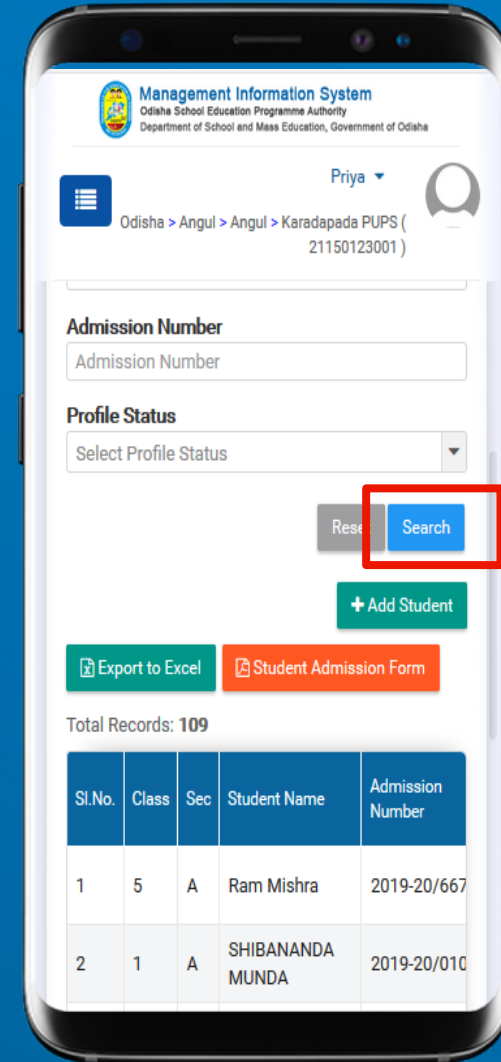 Management Information System
Odisha School Education Programme Authority
Department of School and Mass Education, Government of Odisha
Priya
Odisha > Angul > Angul > Karadapada PUPS (
21150123001 )
Admission Number
Admission Number
Profile Status
Select Profile Status
Reset Search
+ Add Student
Export to Excel Student Admission Form
Total Records: 109
Sl.No. Class Sec Student Name Admission
Number
1 5 A Ram Mishra 2019-20/667
2 1 A SHIBANANDA
MUNDA 2019-20/010